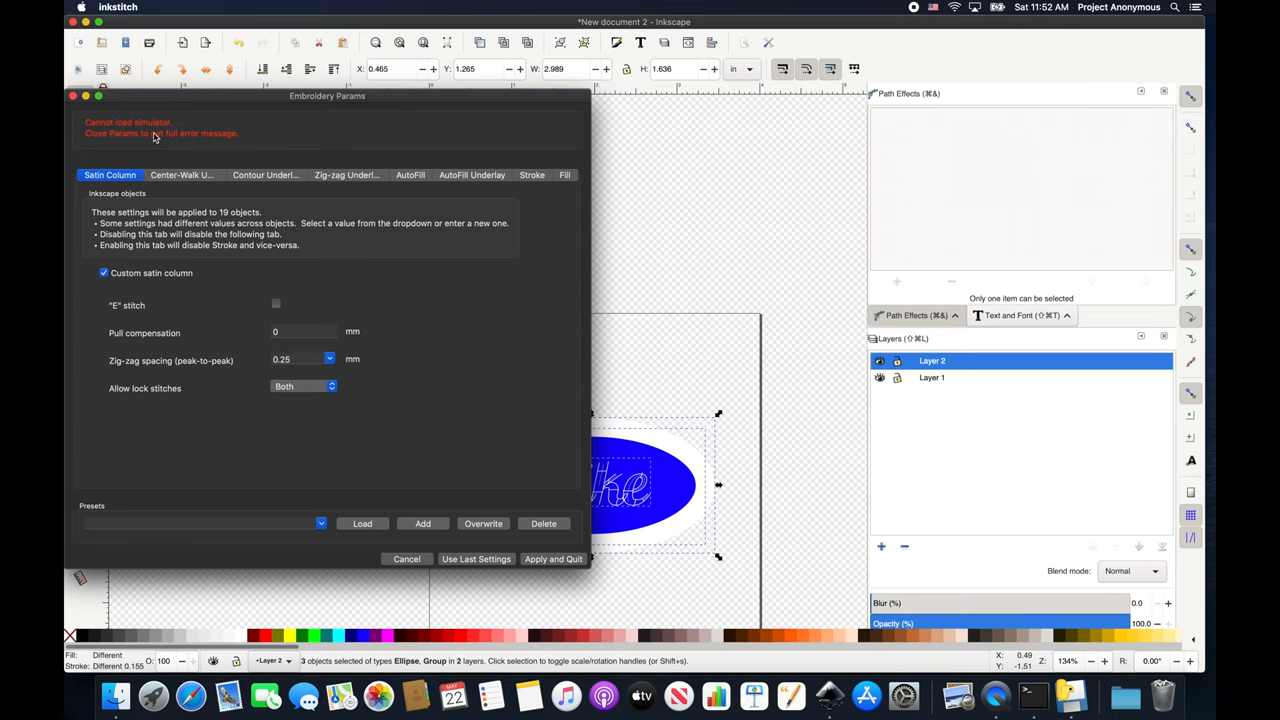 inkstitch
Sat 11:52 AM Project Anonymous
*New document 2 - Inkscape
X: 0.465 Y: 1.265 W: 2.989 H: 1.636 in
Embroidery Params
Path Effects (⌘&)
Cannot load simulator.
Close Params to get full error message.
Satin Column Center-Walk U... Contour Underl... Zig-zag Underl... AutoFill AutoFill Underlay Stroke Fill
Inkscape objects
These settings will be applied to 19 objects.
• Some settings had different values across objects. Select a value from the dropdown or enter a new one.
• Disabling this tab will disable the following tab.
• Enabling this tab will disable Stroke and vice-versa.
Custom satin column
"E" stitch
Pull compensation 0 mm
Zig-zag spacing (peak-to-peak) 0.25 mm
Allow lock stitches Both
Only one item can be selected
Path Effects (⌘&) Text and Font (⇧⌘T)
Layers (⇧⌘L)
Layer 2
Layer 1
Presets
Load Add Overwrite Delete
Cancel Use Last Settings Apply and Quit
Blend mode: Normal
Blur (%) 0.0
Opacity (%) 100.0
Fill: Different
Stroke: Different 0.155
O: 100
•Layer 2
3 objects selected of types Ellipse, Group in 2 layers. Click selection to toggle scale/rotation handles (or Shift+s).
X: 0.49
Y: -1.51
Z: 134% R: 0.00°
MAY
22